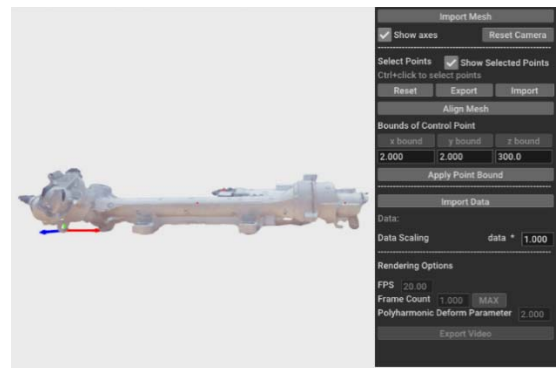 Import Mesh
Show axes Reset Camera
Select Points Show Selected Points
Ctrl+click to select points
Reset Export Import
Align Mesh
Bounds of Control Point
x bound y bound z bound
2.000 2.000 300.0
Apply Point Bound
Import Data
Data:
Data Scaling data * 1.000
Rendering Options
FPS 20.00
Frame Count 1.000 MAX
Polyharmonic Deform Parameter 2.000
Export Video